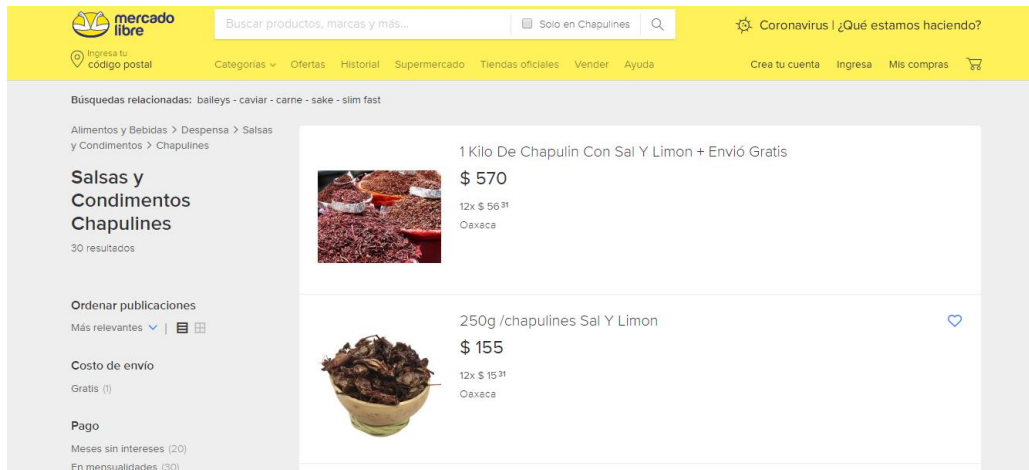 mercado
libre
Buscar productos, marcas y más...
Solo en Chapulines
Coronavirus | ¿Qué estamos haciendo?
Ingresa tu
código postal
Categorías
Ofertas
Historial
Supermercado
Tiendas oficiales
Vender
Ayuda
Crea tu cuenta
Ingresa
Mis compras
Búsquedas relacionadas: baileys - caviar - carne - sake - slim fast
Alimentos y Bebidas > Despensa > Salsas
y Condimentos > Chapulines
Salsas y
Condimentos
Chapulines
30 resultados
Ordenar publicaciones
Más relevantes
Costo de envío
Gratis (1)
Pago
Meses sin intereses (20)
En mensualidades (30)
1 Kilo De Chapulin Con Sal Y Limon + Envió Gratis
$ 570
12x $ 56 31
Oaxaca
250g /chapulines Sal Y Limon
$ 155
12x $ 15 31
Oaxaca